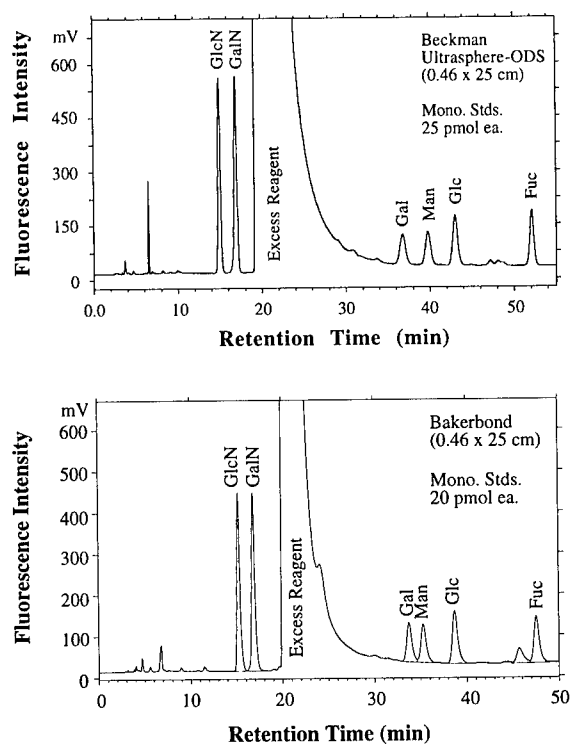 mV
600
450
300
150
0
Fluorescence Intensity
GlcN
GalN
Excess Reagent
Gal
Man
Glc
Fuc
Beckman
Ultrasphere-ODS
(0.46 x 25 cm)
Mono. Stds.
25 pmol ea.
0.0 10 20 30 40 50
Retention Time (min)
mV
600
500
400
300
200
100
0
Fluorescence Intensity
GlcN
GalN
Excess Reagent
Gal
Man
Glc
Fuc
Bakerbond
(0.46 x 25 cm)
Mono. Stds.
20 pmol ea.
0 10 20 30 40 50
Retention Time (min)